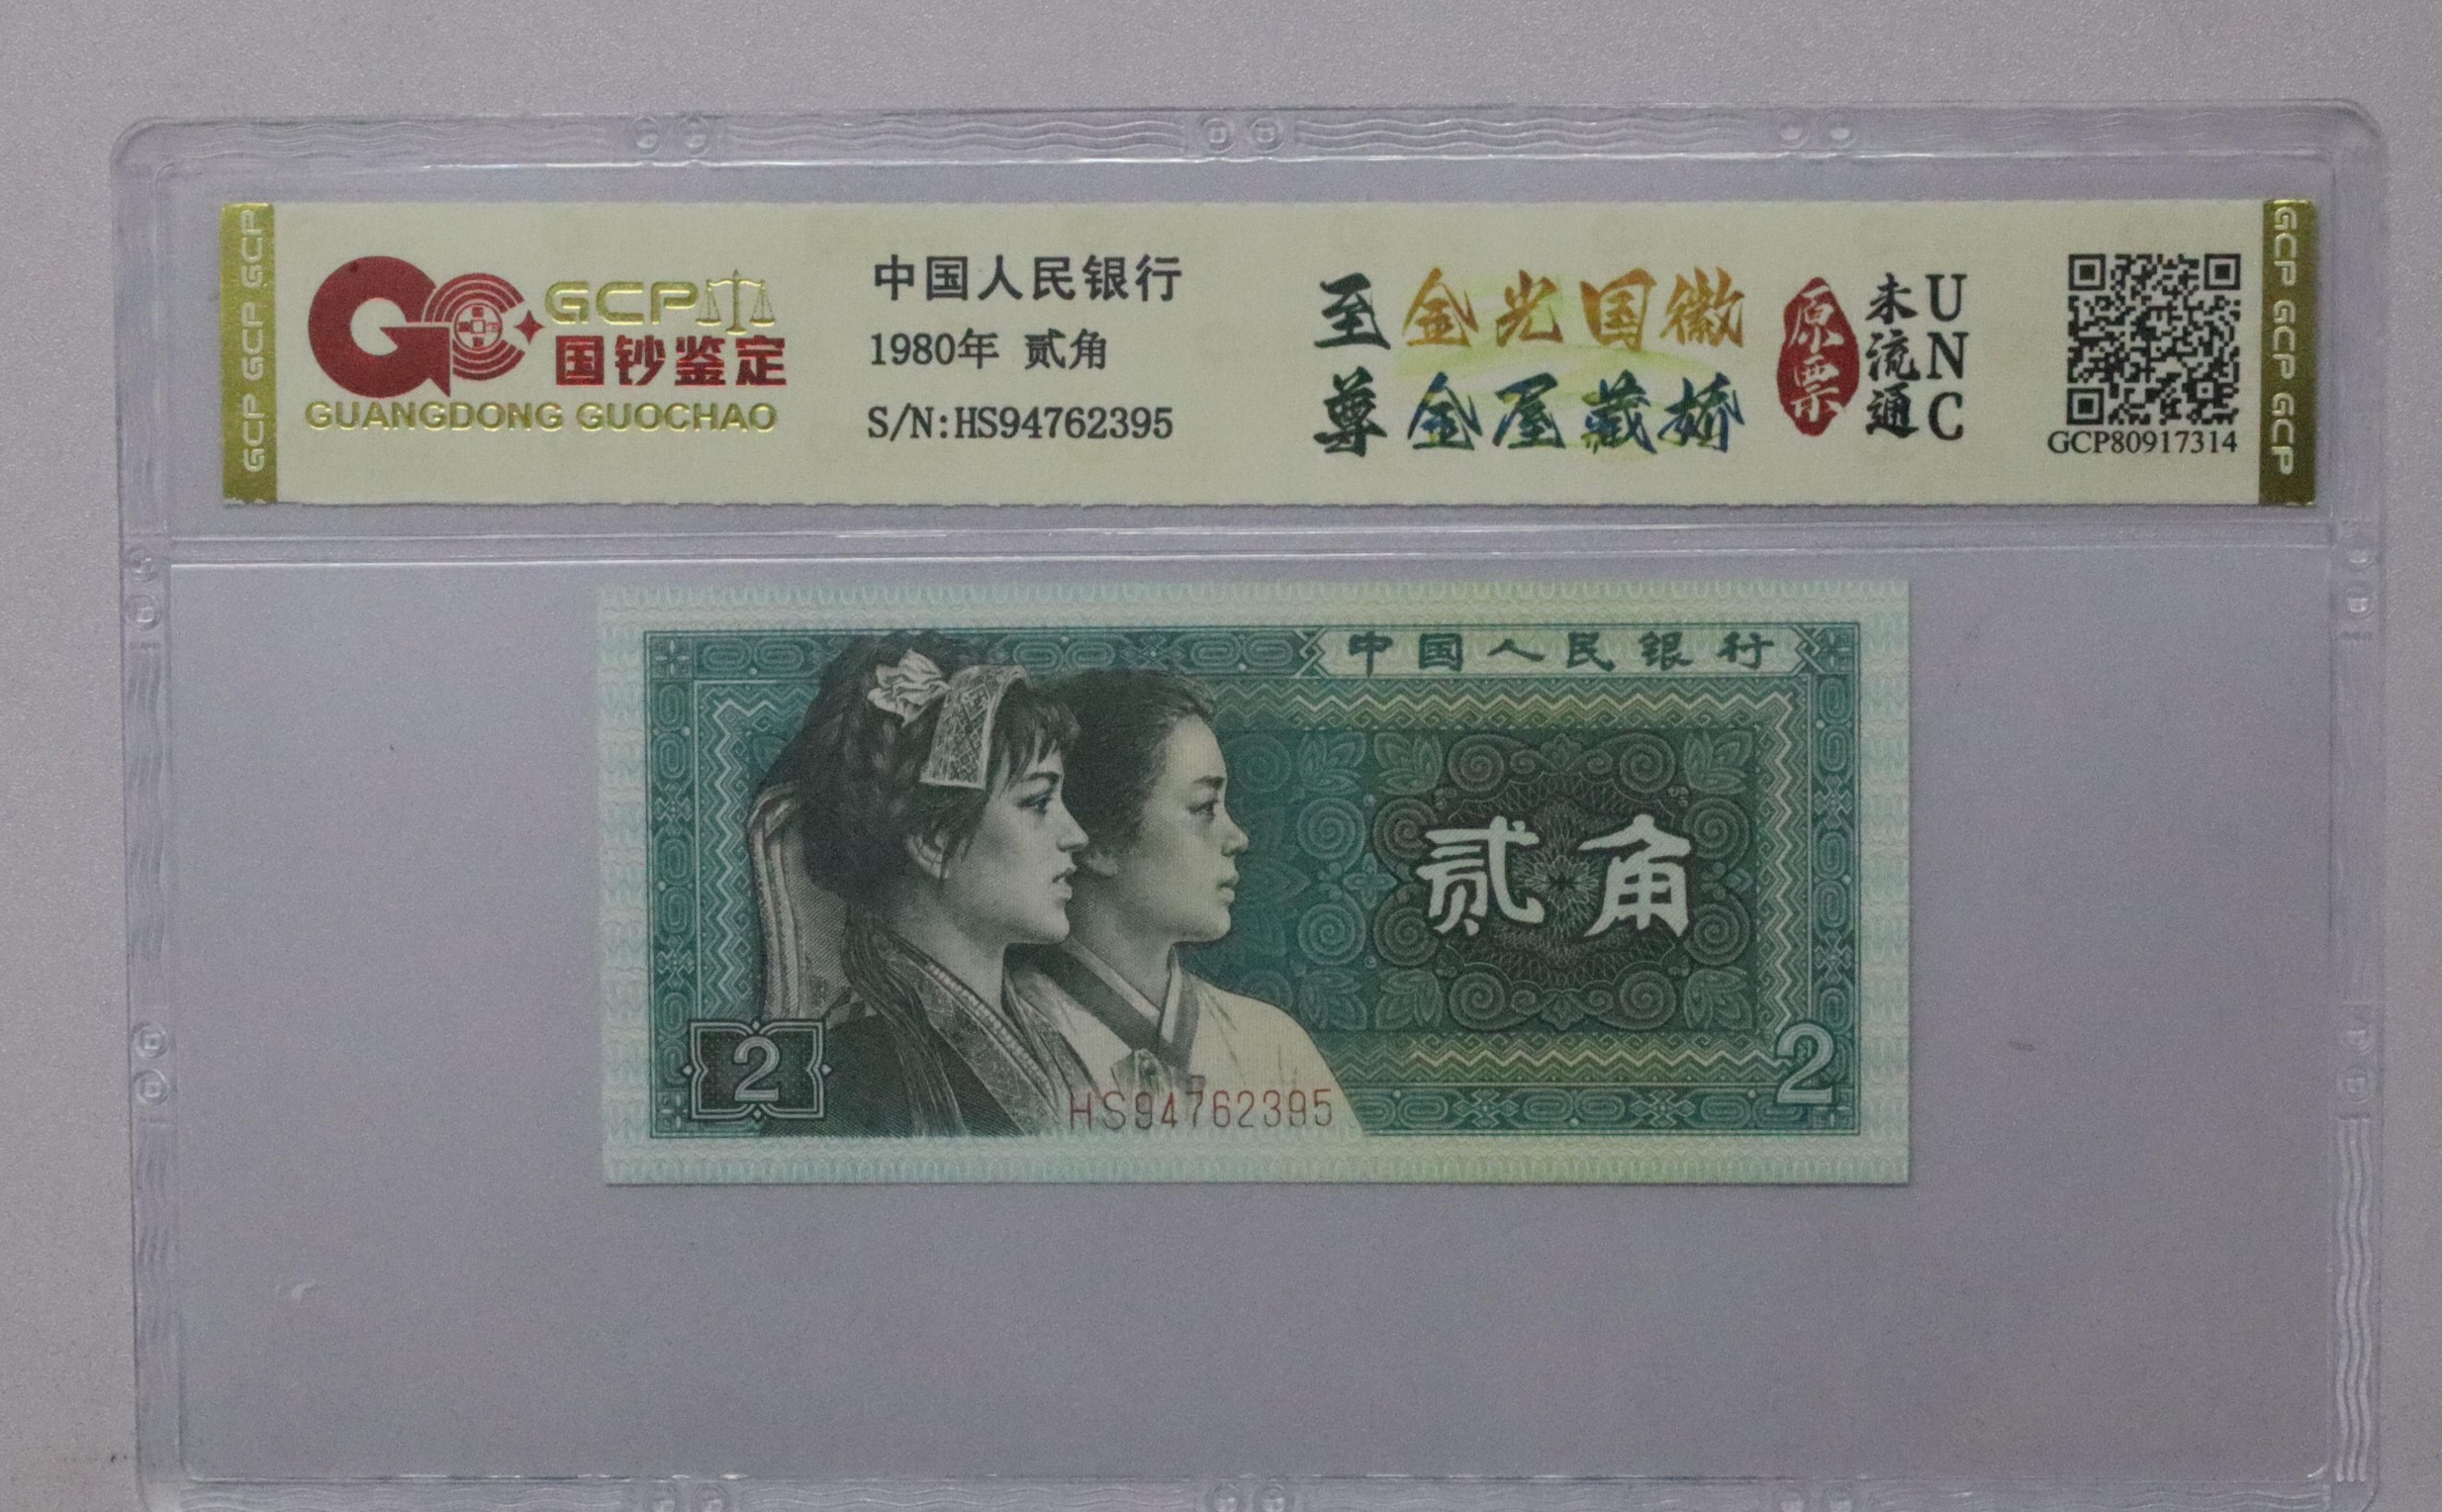 GCP GCP GCP
GCP
国钞鉴定
GUANGDONG GUOCHAO
中国人民银行
1980年 贰角
S/N:HS94762395
至尊
金光国徽
金屋藏娇
原票
未流通
UNC
GCP80917314
GCP GCP GCP
中国人民银行
贰角
2
2
HS94762395